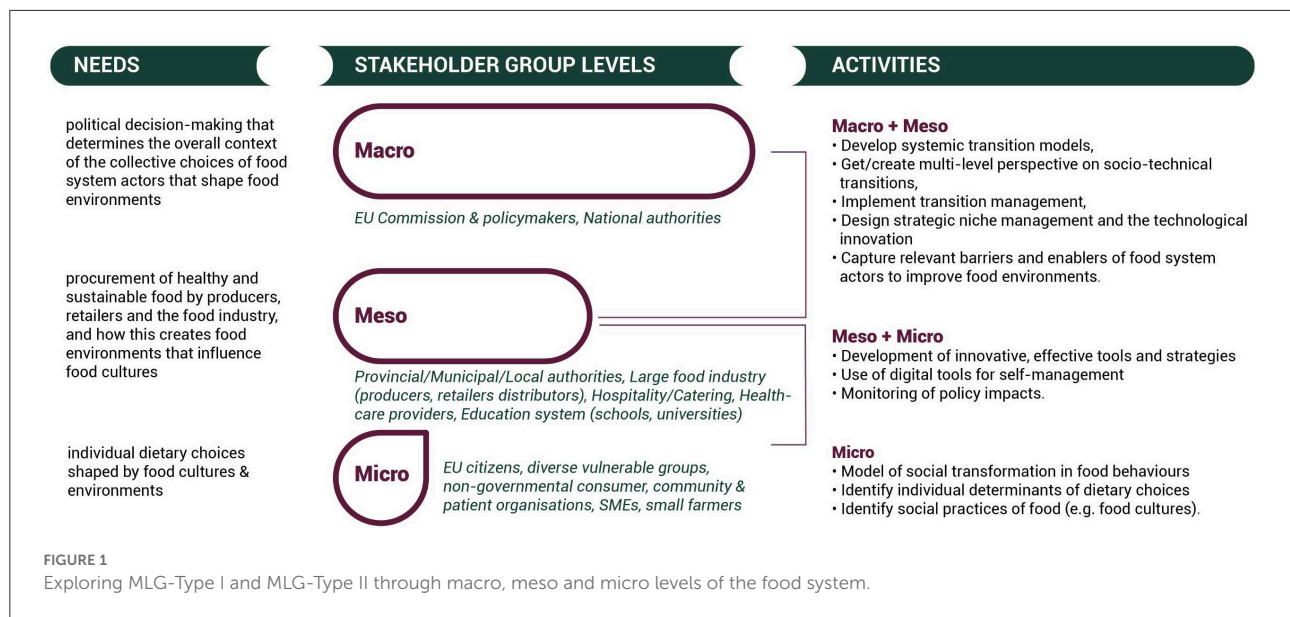 NEEDS
STAKEHOLDER GROUP LEVELS
ACTIVITIES
political decision-making that
determines the overall context
of the collective choices of food
system actors that shape food
environments
Macro
EU Commission & policymakers, National authorities
Macro + Meso
• Develop systemic transition models,
• Get/create multi-level perspective on socio-technical
transitions,
• Implement transition management,
• Design strategic niche management and the technological
innovation
• Capture relevant barriers and enablers of food system
actors to improve food environments.
procurement of healthy and
sustainable food by producers,
retailers and the food industry,
and how this creates food
environments that influence
food cultures
Meso
Provincial/Municipal/Local authorities, Large food industry
(producers, retailers distributors), Hospitality/Catering, Health-
care providers, Education system (schools, universities)
Meso + Micro
• Development of innovative, effective tools and strategies
• Use of digital tools for self-management
• Monitoring of policy impacts.
individual dietary choices
shaped by food cultures &
environments
Micro
EU citizens, diverse vulnerable groups,
non-governmental consumer, community &
patient organisations, SMEs, small farmers
Micro
• Model of social transformation in food behaviours
• Identify individual determinants of dietary choices
• Identify social practices of food (e.g. food cultures).
FIGURE 1
Exploring MLG-Type I and MLG-Type II through macro, meso and micro levels of the food system.